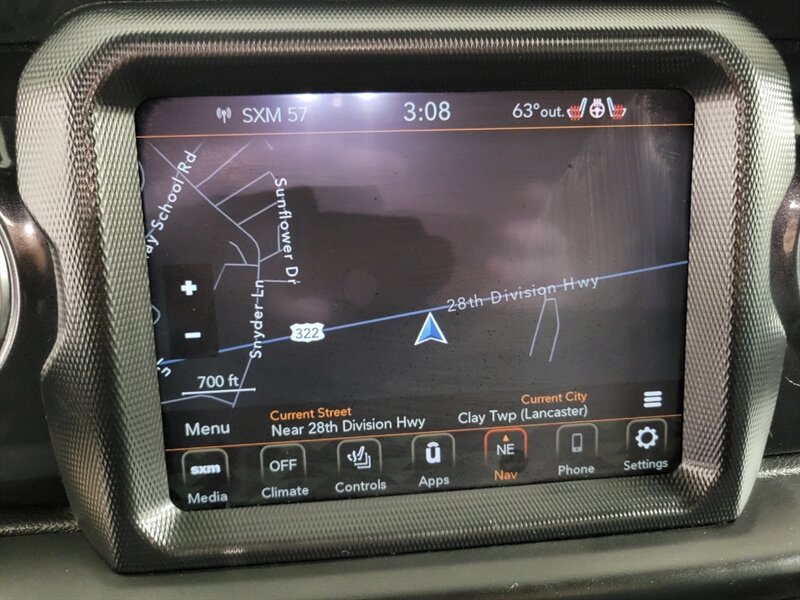 SXM 57
3:08
63°out.
ay School Rd
Sunflower Dr
28th Division Hwy
Snyder Ln
322
+
-
700 ft
Menu
Current Street
Near 28th Division Hwy
Current City
Clay Twp (Lancaster)
sxm
OFF
u
NE
Media
Climate
Controls
Apps
Nav
Phone
Settings